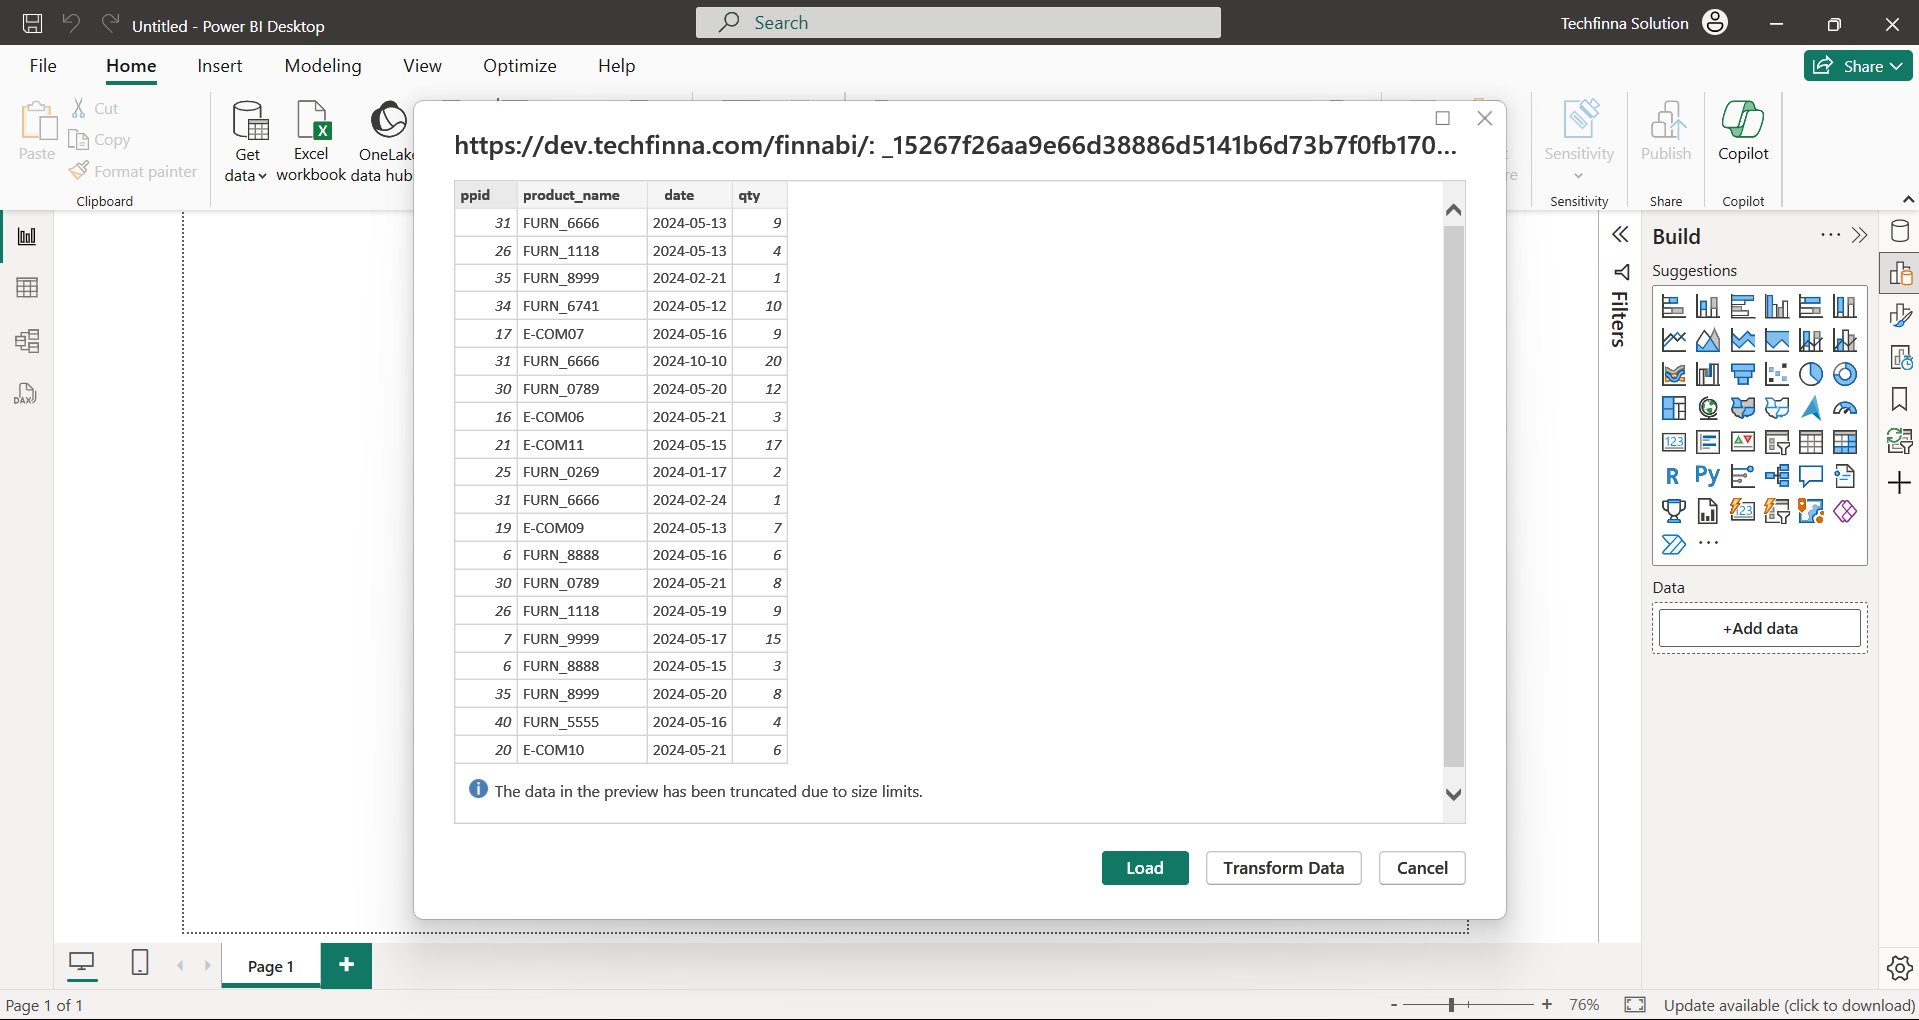 Untitled - Power BI Desktop
Search
Techfinna Solution
File Home Insert Modeling View Optimize Help
Share
Paste
Cut
Copy
Format painter
Clipboard
Get data
Excel workbook
OneLake
data hub
Sensitivity
Sensitivity
Publish
Share
Copilot
Copilot
https://dev.techfinna.com/finnabi/: _15267f26aa9e66d38886d5141b6d73b7f0fb170...
ppid product_name date qty
31 FURN_6666 2024-05-13 9
26 FURN_1118 2024-05-13 4
35 FURN_8999 2024-02-21 1
34 FURN_6741 2024-05-12 10
17 E-COM07 2024-05-16 9
31 FURN_6666 2024-10-10 20
30 FURN_0789 2024-05-20 12
16 E-COM06 2024-05-21 3
21 E-COM11 2024-05-15 17
25 FURN_0269 2024-01-17 2
31 FURN_6666 2024-02-24 1
19 E-COM09 2024-05-13 7
6 FURN_8888 2024-05-16 6
30 FURN_0789 2024-05-21 8
26 FURN_1118 2024-05-19 9
7 FURN_9999 2024-05-17 15
6 FURN_8888 2024-05-15 3
35 FURN_8999 2024-05-20 8
40 FURN_5555 2024-05-16 4
20 E-COM10 2024-05-21 6
The data in the preview has been truncated due to size limits.
Load
Transform Data
Cancel
Filters
Build
Suggestions
123
R Py
123
Data
+Add data
DAX
Page 1
+
Page 1 of 1
- + 76%
Update available (click to download)